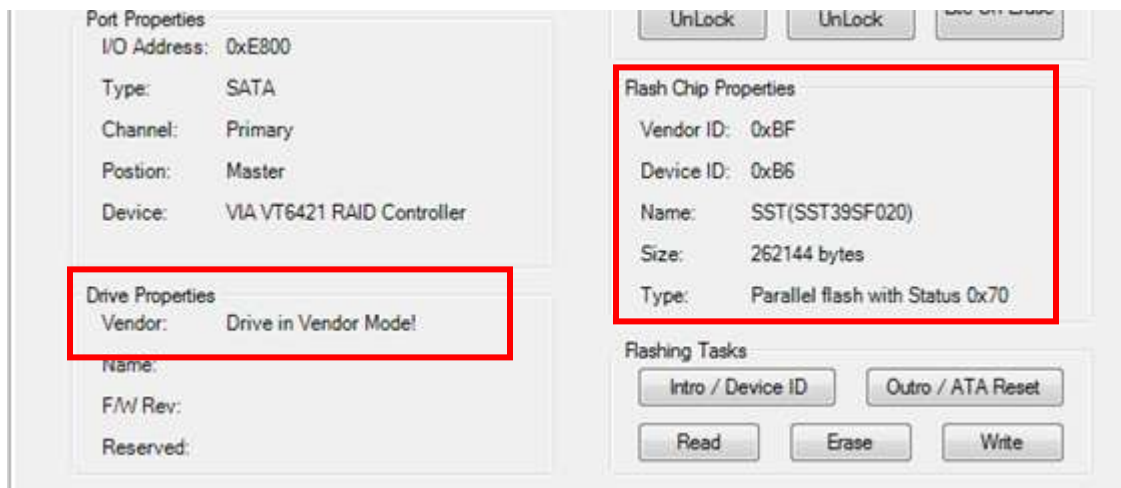 Port Properties
I/O Address: 0xE800
Type: SATA
Channel: Primary
Postion: Master
Device: VIA VT6421 RAID Controller
Drive Properties
Vendor: Drive in Vendor Mode!
Name:
F/W Rev:
Reserved:
UnLock UnLock
Flash Chip Properties
Vendor ID: 0xBF
Device ID: 0xB6
Name: SST(SST39SF020)
Size: 262144 bytes
Type: Parallel flash with Status 0x70
Flashing Tasks
Intro / Device ID Outro / ATA Reset
Read Erase Write